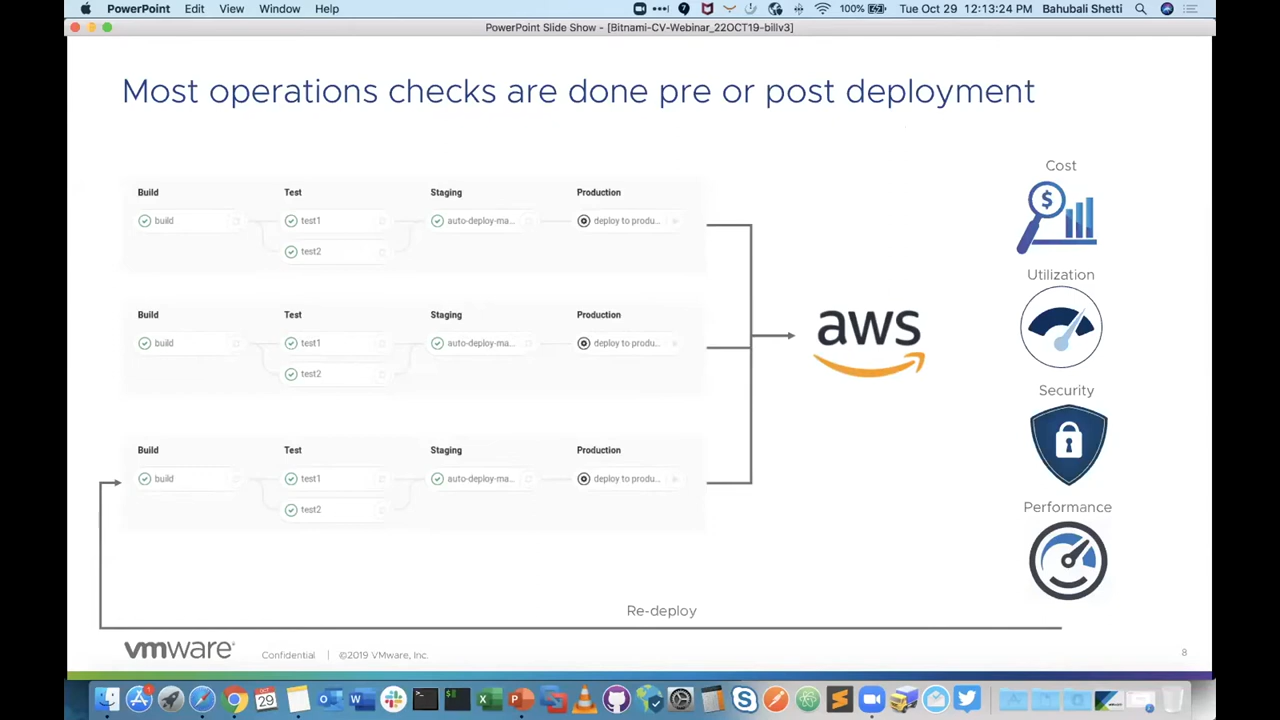 PowerPoint Edit View Window Help 100% Tue Oct 29 12:13:24 PM Bahubali Shetti
PowerPoint Slide Show - [Bitnami-CV-Webinar_22OCT19-billv3]
Most operations checks are done pre or post deployment
Cost
Build Test Staging Production
build test1 auto-deploy-ma... deploy to produ...
test2
Utilization
Build Test Staging Production
build test1 auto-deploy-ma... deploy to produ...
test2
aws
Security
Build Test Staging Production
build test1 auto-deploy-ma... deploy to produ...
test2
Performance
Re-deploy
vmware Confidential | ©2019 VMware, Inc.
8